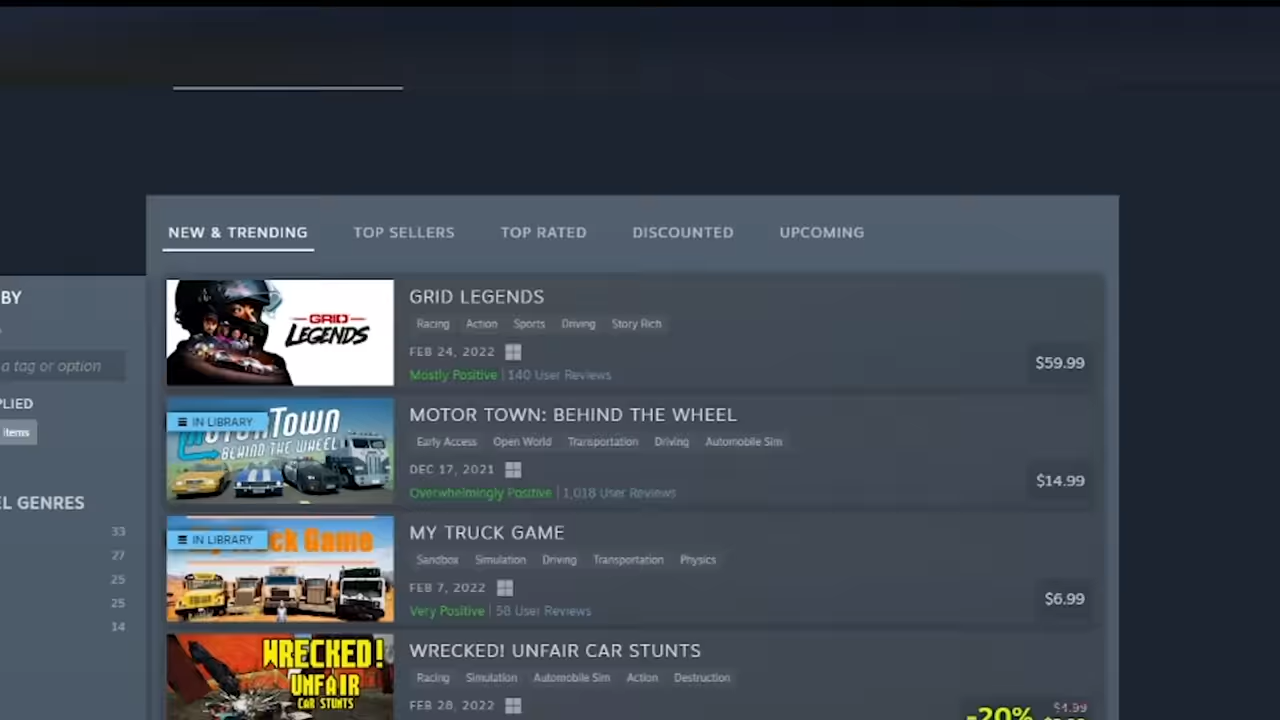 NEW & TRENDING TOP SELLERS TOP RATED DISCOUNTED UPCOMING
BY
a tag or option
PLIED
items
EL GENRES
33
27
25
25
14
GRID LEGENDS
GRID LEGENDS
Racing Action Sports Driving Story Rich
FEB 24, 2022
Mostly Positive | 140 User Reviews
$59.99
IN LIBRARY
TOWN
BEHIND THE WHEEL
MOTOR TOWN: BEHIND THE WHEEL
Early Access Open World Transportation Driving Automobile Sim
DEC 17, 2021
Overwhelmingly Positive | 1,018 User Reviews
$14.99
IN LIBRARY
ck Game
MY TRUCK GAME
Sandbox Simulation Driving Transportation Physics
FEB 7, 2022
Very Positive | 58 User Reviews
$6.99
WRECKED!
UNFAIR
CAR STUNTS
WRECKED! UNFAIR CAR STUNTS
Racing Simulation Automobile Sim Action Destruction
FEB 28, 2022
-20% $4.99